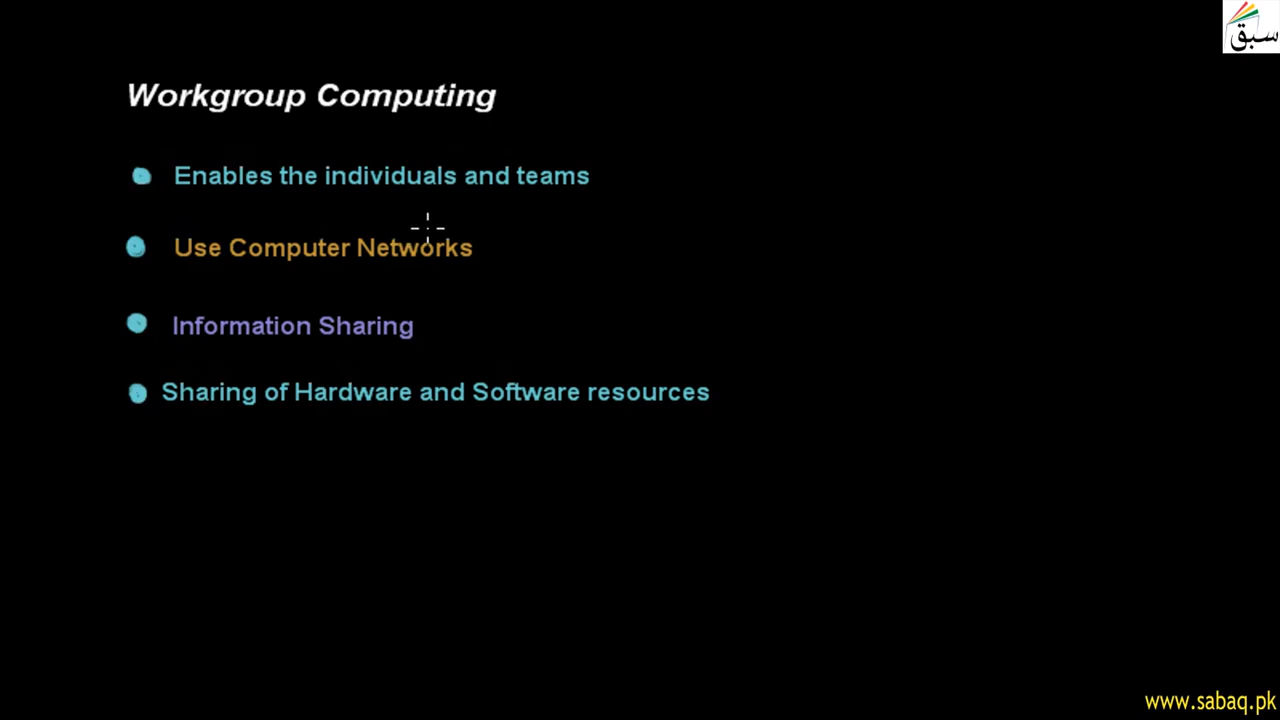 سبق
Workgroup Computing
Enables the individuals and teams
Use Computer Networks
Information Sharing
Sharing of Hardware and Software resources
www.sabaq.pk